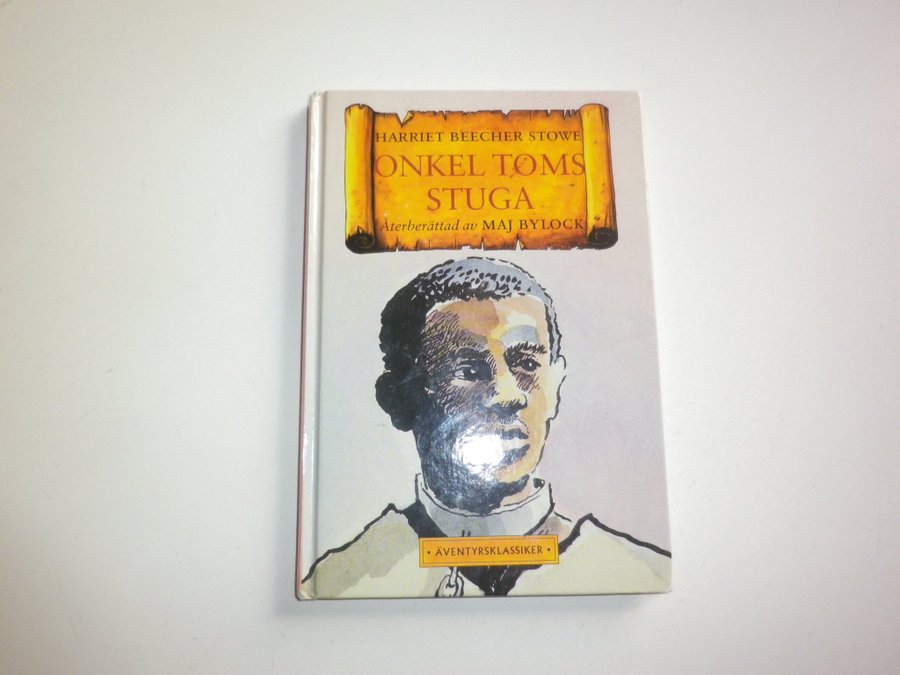 HARRIET BEECHER STOWE
ONKEL TOMS
STUGA
Återberättad av MAJ BYLOCK
· ÄVENTYRSKLASSIKER ·